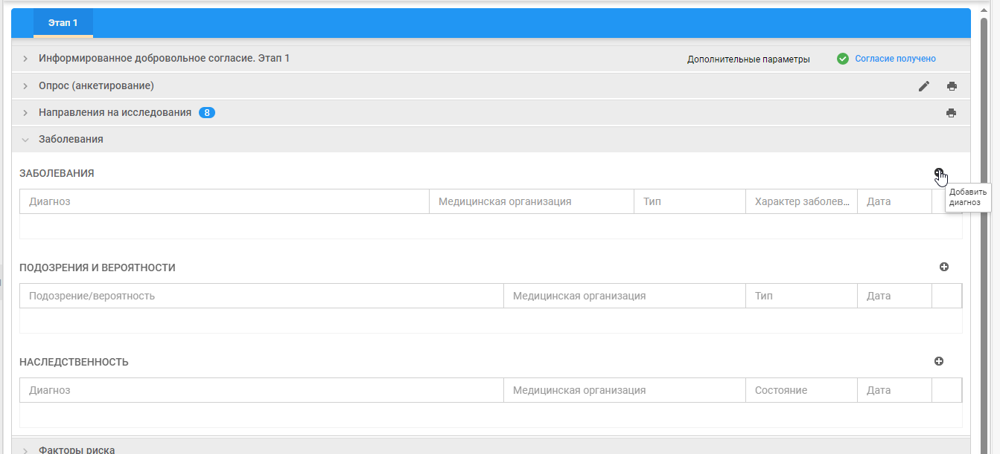 Этап 1
Информированное добровольное согласие. Этап 1 Дополнительные параметры Согласие получено
Опрос (анкетирование)
Направления на исследования 8
Заболевания
ЗАБОЛЕВАНИЯ
Добавить
диагноз
Диагноз Медицинская организация Тип Характер заболев... Дата
ПОДОЗРЕНИЯ И ВЕРОЯТНОСТИ
Подозрение/вероятность Медицинская организация Тип Дата
НАСЛЕДСТВЕННОСТЬ
Диагноз Медицинская организация Состояние Дата
Факторы риска